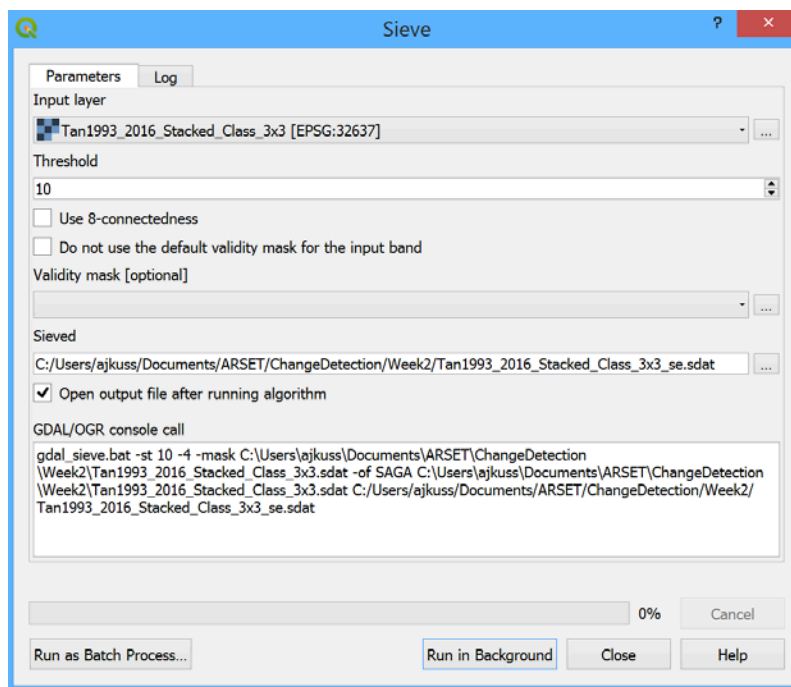 Sieve
?
Parameters
Log
Input layer
Tan1993_2016_Stacked_Class_3x3 [EPSG:32637]
...
Threshold
10
Use 8-connectedness
Do not use the default validity mask for the input band
Validity mask [optional]
...
Sieved
C:/Users/ajkuss/Documents/ARSET/ChangeDetection/Week2/Tan1993_2016_Stacked_Class_3x3_se.sdat
...
Open output file after running algorithm
GDAL/OGR console call
gdal_sieve.bat -st 10 -4 -mask C:\Users\ajkuss\Documents\ARSET\ChangeDetection
\Week2\Tan1993_2016_Stacked_Class_3x3.sdat -of SAGA C:\Users\ajkuss\Documents\ARSET\ChangeDetection
\Week2\Tan1993_2016_Stacked_Class_3x3.sdat C:/Users/ajkuss/Documents/ARSET/ChangeDetection/Week2/
Tan1993_2016_Stacked_Class_3x3_se.sdat
0%
Cancel
Run as Batch Process...
Run in Background
Close
Help